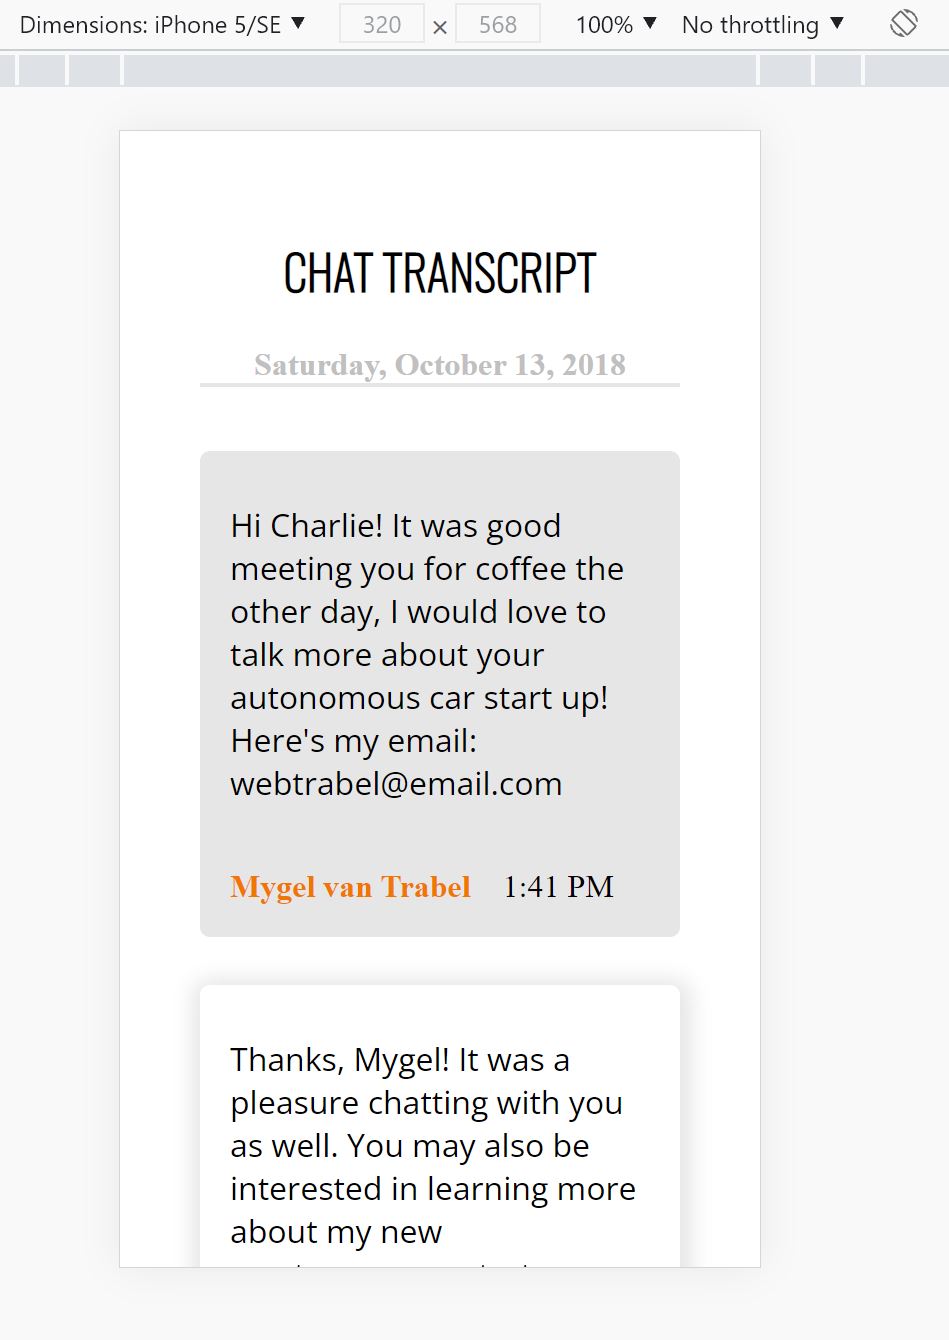 Dimensions: iPhone 5/SE ▼ 320 × 568 100% ▼ No throttling ▼
CHAT TRANSCRIPT
Saturday, October 13, 2018
Hi Charlie! It was good
meeting you for coffee the
other day, I would love to
talk more about your
autonomous car start up!
Here's my email:
webtrabel@email.com
Mygel van Trabel 1:41 PM
Thanks, Mygel! It was a
pleasure chatting with you
as well. You may also be
interested in learning more
about my new